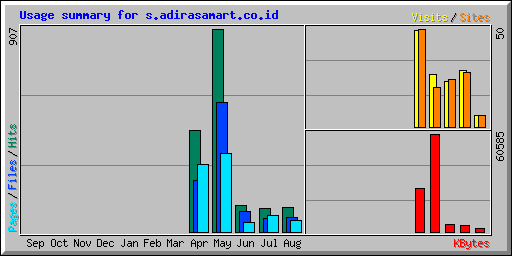 Usage summary for s.adirasamart.co.id
Visits / Sites
907
50
60585
Pages / Files / Hits
Sep Oct Nov Dec Jan Feb Mar Apr May Jun Jul Aug
KBytes